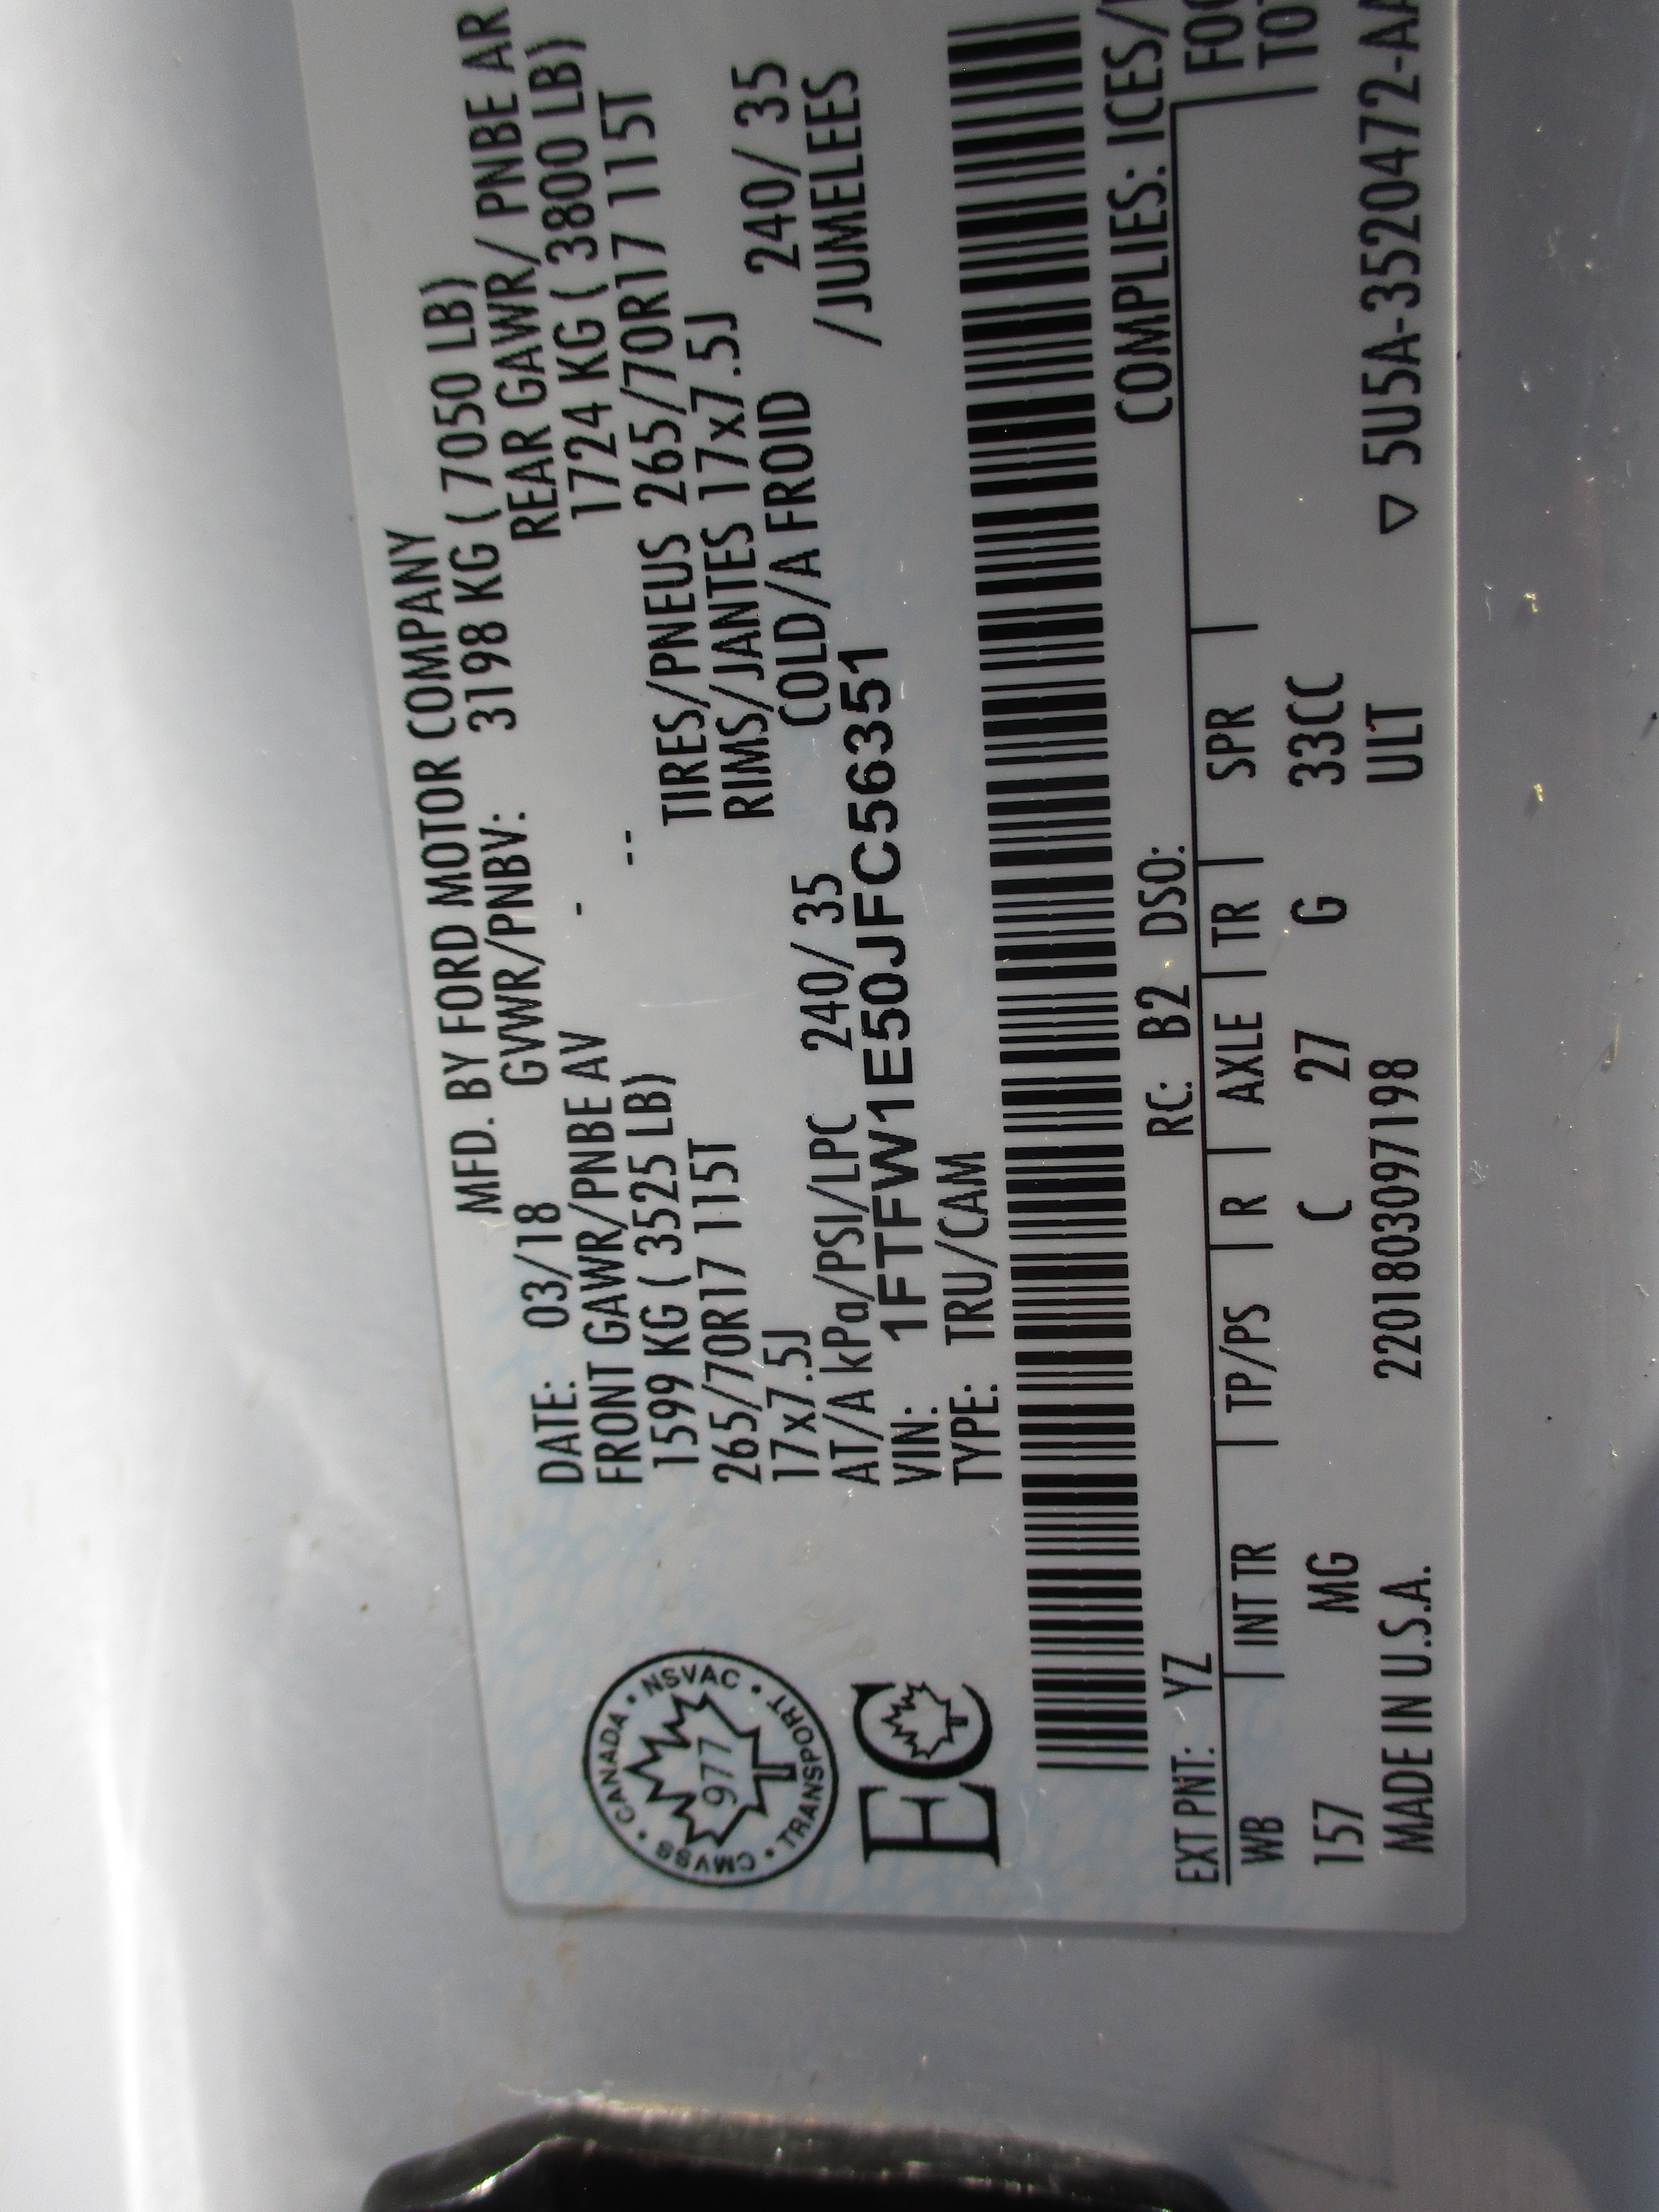 MFD. BY FORD MOTOR COMPANY
DATE: 03/18 GVWR/PNBV: 3198 KG ( 7050 LB)
FRONT GAWR/PNBE AV REAR GAWR/ PNBE AR
1599 KG ( 3525 LB) - 1724 KG ( 3800 LB)
265/70R17 115T -- TIRES/PNEUS 265/70R17 115T
17x7.5J RIMS/JANTES 17x7.5J
AT/A kPa/PSI/LPC 240/ 35 COLD/A FROID 240/ 35
VIN: 1FTFW1E50JFC56351 /JUMELEES
TYPE: TRU/CAM
CMVSS • CANADA • NSVAC • TRANSPORT •
977
EC
RC: B2 DSO: COMPLIES: ICES/
EXT PNT: YZ
WB INT TR TP/PS R AXLE TR SPR
157 MG C 27 G 33CC
MADE IN U.S.A. 2201803097198 ULT ▽ 5U5A-3520472-AA